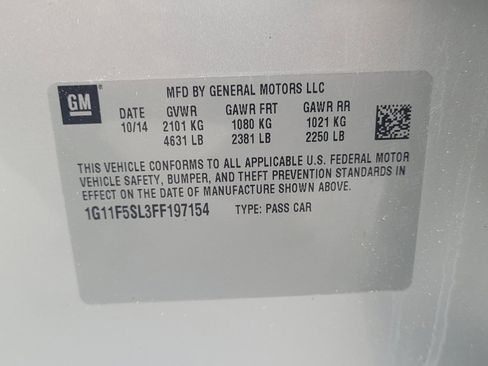 GM
MFD BY GENERAL MOTORS LLC
DATE GVWR GAWR FRT GAWR RR
10/14 2101 KG 1080 KG 1021 KG
4631 LB 2381 LB 2250 LB
THIS VEHICLE CONFORMS TO ALL APPLICABLE U.S. FEDERAL MOTOR
VEHICLE SAFETY, BUMPER, AND THEFT PREVENTION STANDARDS IN
EFFECT ON THE DATE OF MANUFACTURE SHOWN ABOVE.
1G11F5SL3FF197154 TYPE: PASS CAR